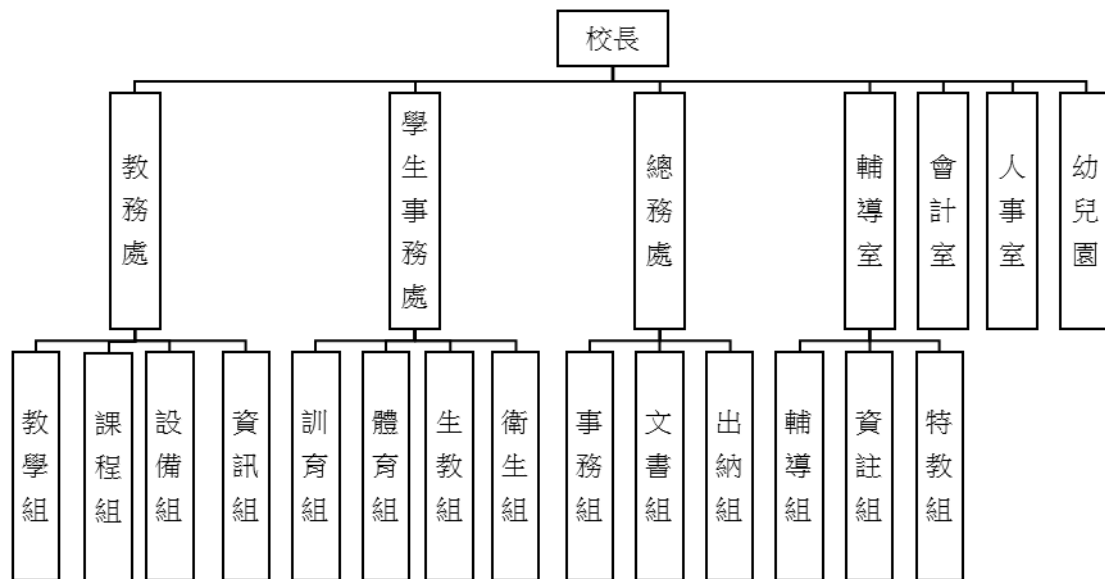 校長
教務處
學生事務處
總務處
輔導室
會計室
人事室
幼兒園
教學組
課程組
設備組
資訊組
訓育組
體育組
生教組
衛生組
事務組
文書組
出納組
輔導組
資註組
特教組